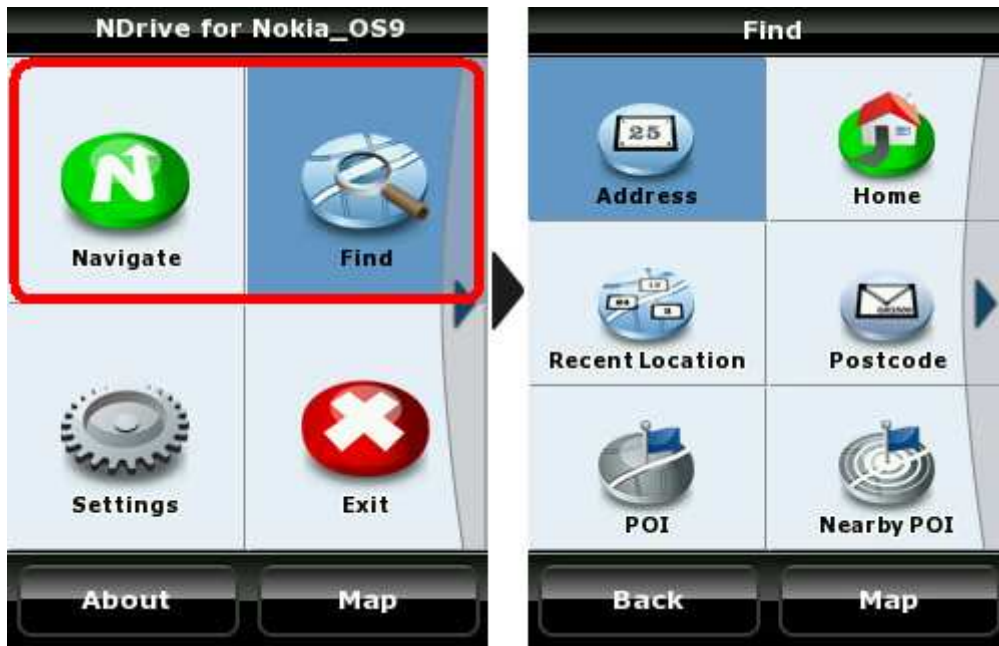 NDrive for Nokia_OS9
Navigate
Find
Settings
Exit
About
Map
Find
25
Address
Home
Recent Location
Postcode
POI
Nearby POI
Back
Map